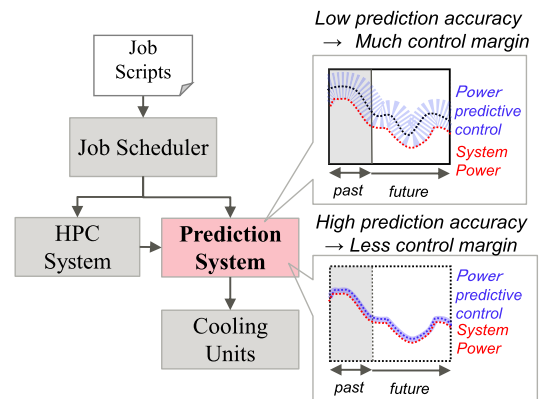 Low prediction accuracy
→ Much control margin
Job
Scripts
Job Scheduler
HPC
System
Prediction
System
Cooling
Units
Power
predictive
control
System
Power
past
future
High prediction accuracy
→ Less control margin
Power
predictive
control
System
Power
past
future